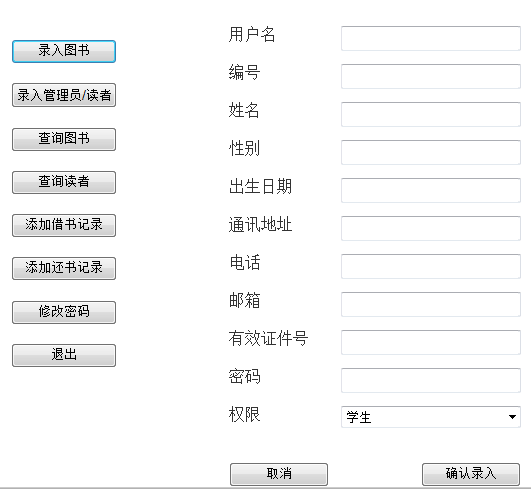 录入图书
录入管理员/读者
查询图书
查询读者
添加借书记录
添加还书记录
修改密码
退出
用户名
编号
姓名
性别
出生日期
通讯地址
电话
邮箱
有效证件号
密码
权限 学生
取消 确认录入